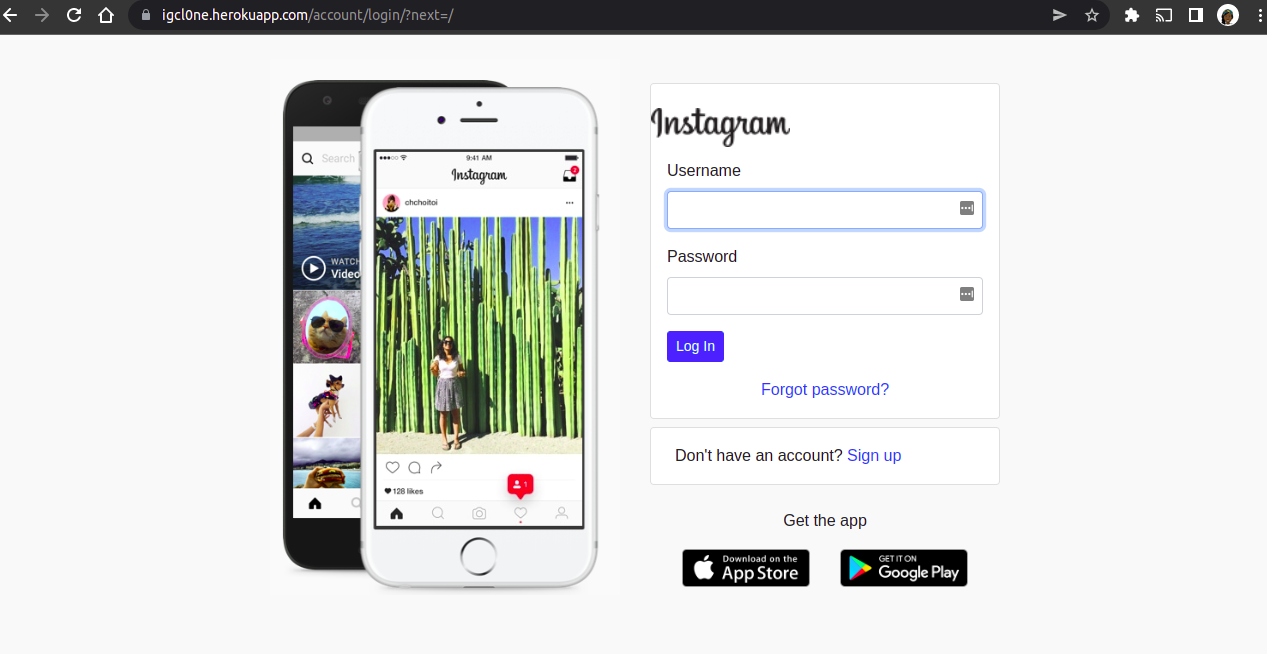 igcl0ne.herokuapp.com/account/login/?next=/
Search
WATCH
Video
9:41 AM
Instagram
2
chchoitoi
1
128 likes
Instagram
Username
Password
Log In
Forgot password?
Don't have an account? Sign up
Get the app
Download on the
App Store
GET IT ON
Google Play